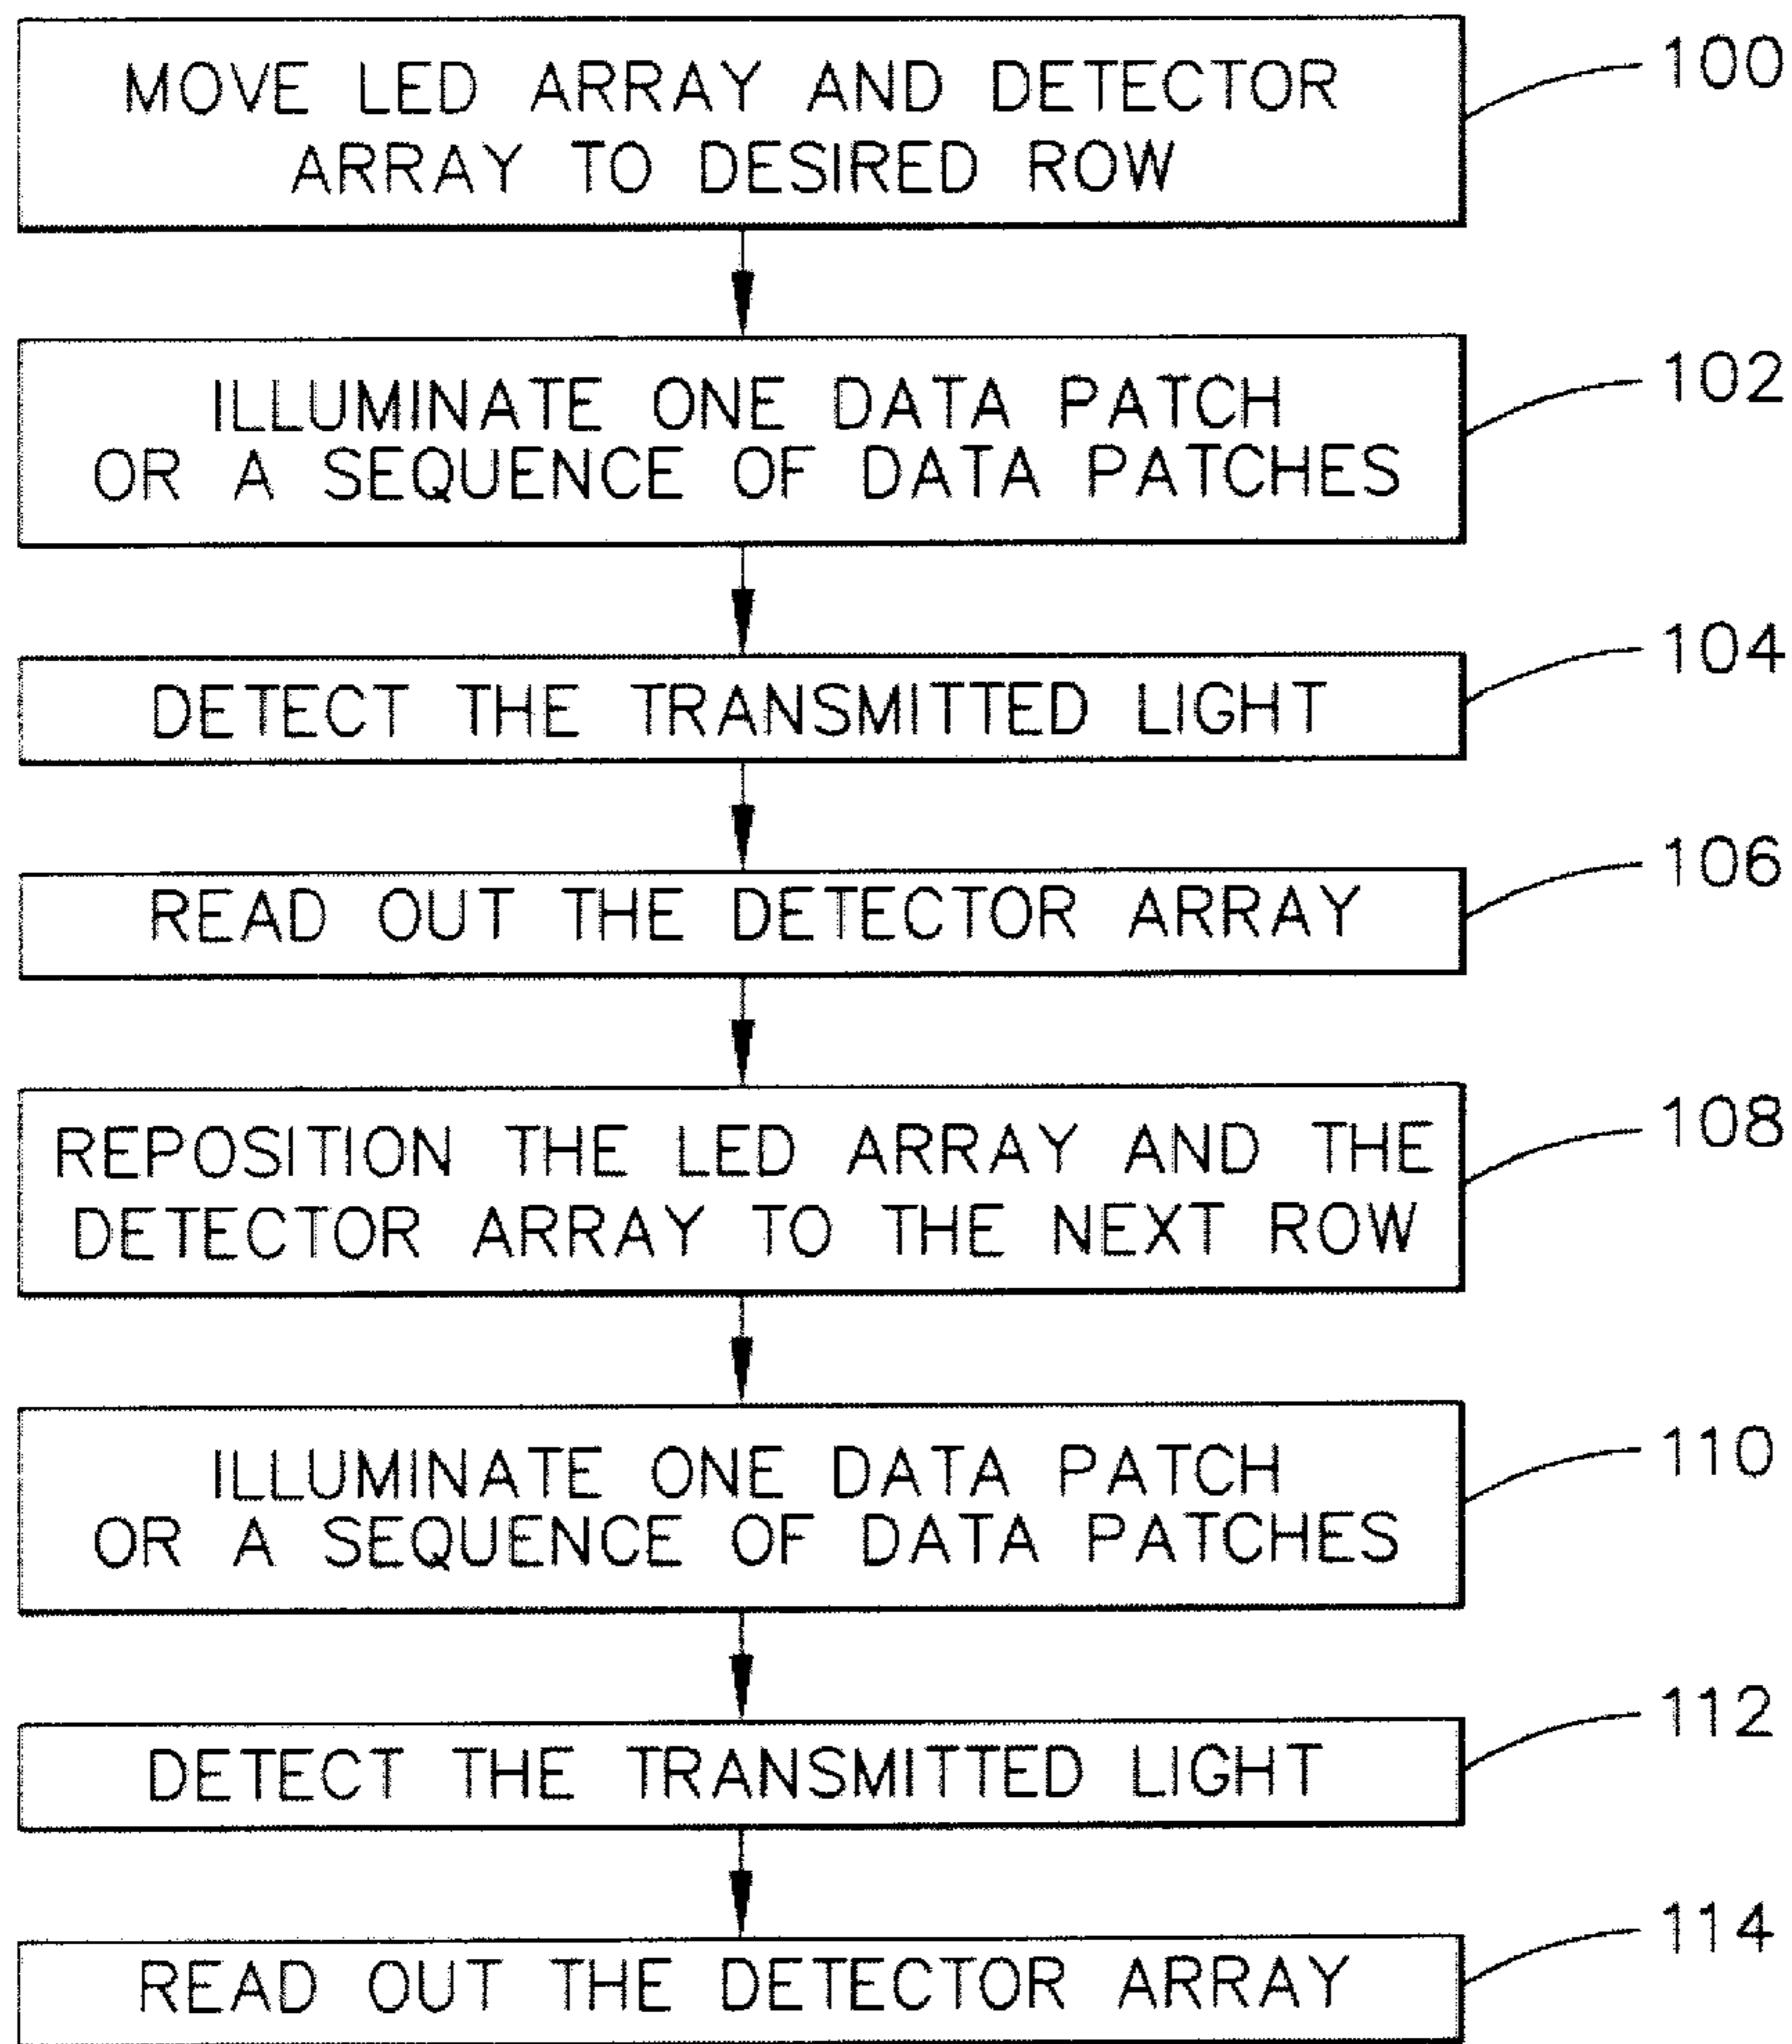 MOVE LED ARRAY AND DETECTOR
ARRAY TO DESIRED ROW
100
ILLUMINATE ONE DATA PATCH
OR A SEQUENCE OF DATA PATCHES
102
DETECT THE TRANSMITTED LIGHT
104
READ OUT THE DETECTOR ARRAY
106
REPOSITION THE LED ARRAY AND THE
DETECTOR ARRAY TO THE NEXT ROW
108
ILLUMINATE ONE DATA PATCH
OR A SEQUENCE OF DATA PATCHES
110
DETECT THE TRANSMITTED LIGHT
112
READ OUT THE DETECTOR ARRAY
114